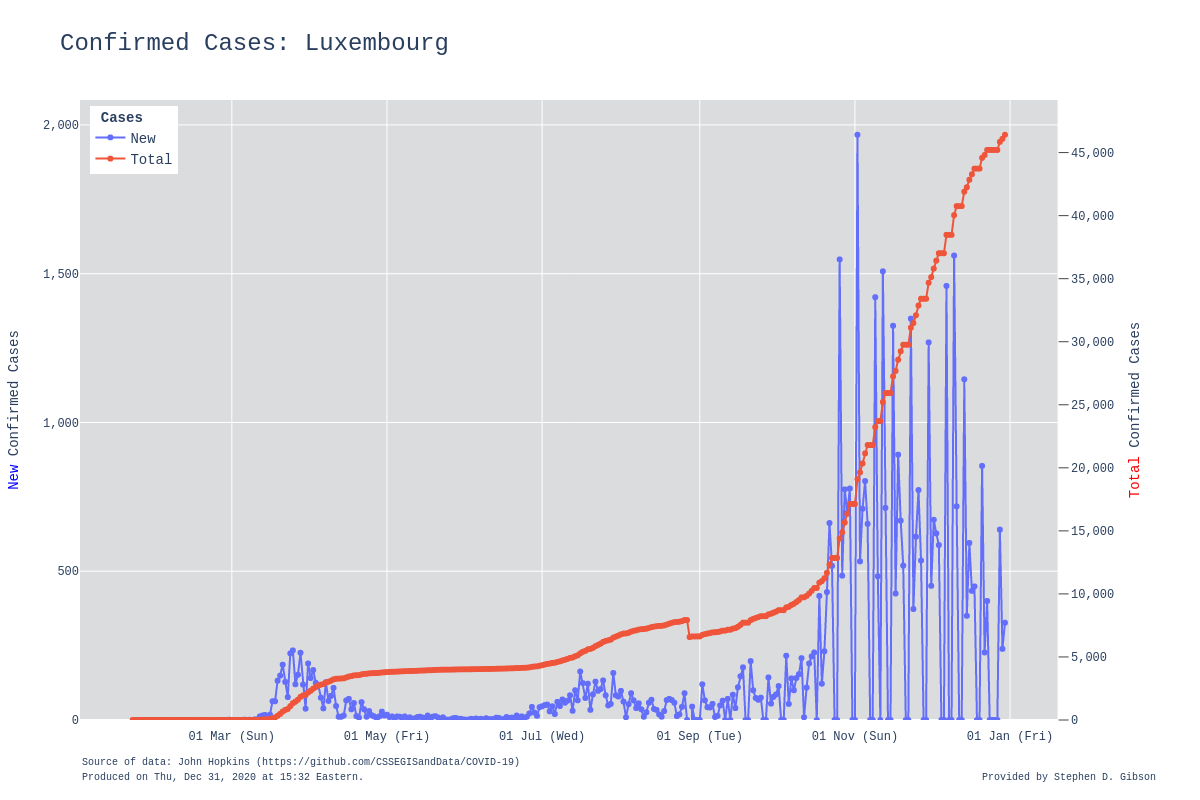 Confirmed Cases: Luxembourg
Cases
New
Total
2,000
1,500
1,000
500
0
45,000
40,000
35,000
30,000
25,000
20,000
15,000
10,000
5,000
0
New Confirmed Cases
Total Confirmed Cases
01 Mar (Sun)
01 May (Fri)
01 Jul (Wed)
01 Sep (Tue)
01 Nov (Sun)
01 Jan (Fri)
Source of data: John Hopkins (https://github.com/CSSEGISandData/COVID-19)
Produced on Thu, Dec 31, 2020 at 15:32 Eastern.
Provided by Stephen D. Gibson